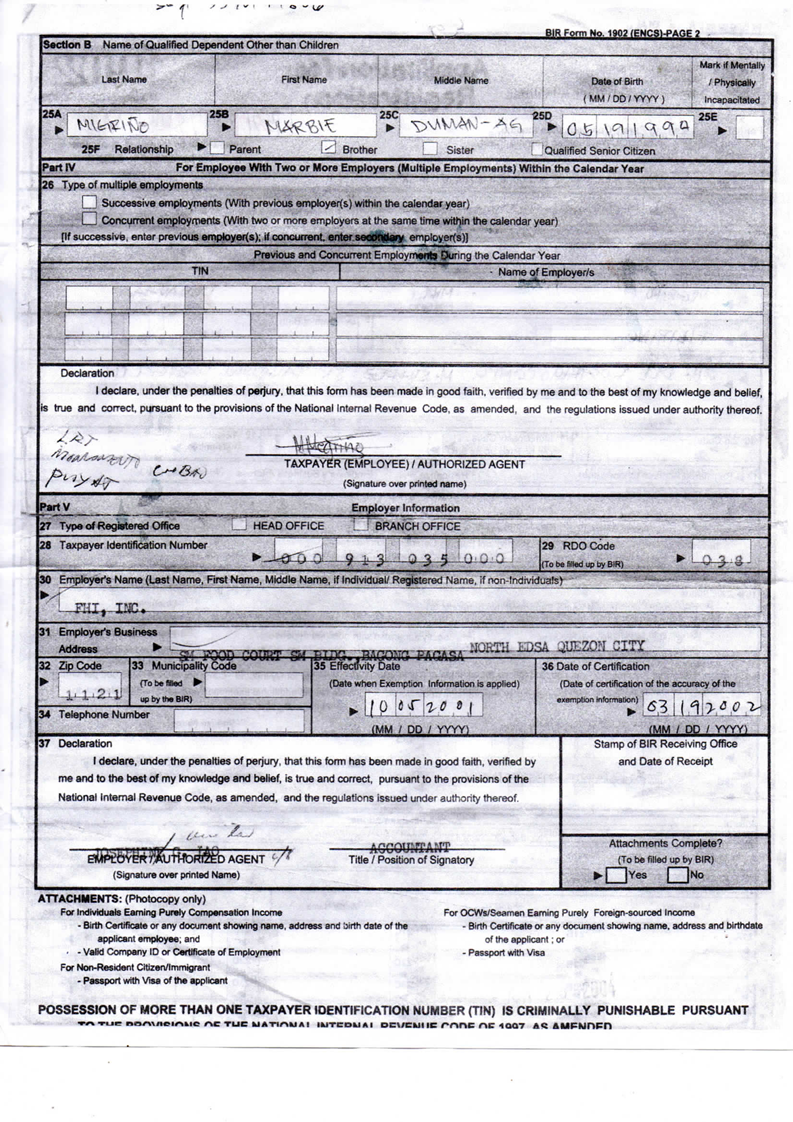 BIR Form No. 1902 (ENCS)-PAGE 2
Section B Name of Qualified Dependent Other than Children
Last Name First Name Middle Name Date of Birth ( MM / DD / YYYY ) Mark if Mentally / Physically Incapacitated
25A MIGRIÑO 25B MARBIE 25C DUMAN-AG 25D 05191990 25E
25F Relationship Parent Brother Sister Qualified Senior Citizen
Part IV For Employee With Two or More Employers (Multiple Employments) Within the Calendar Year
26 Type of multiple employments
Successive employments (With previous employer(s) within the calendar year)
Concurrent employments (With two or more employers at the same time within the calendar year)
[If successive, enter previous employer(s); if concurrent, enter secondary employer(s)]
Previous and Concurrent Employments During the Calendar Year
TIN Name of Employer/s
Declaration
I declare, under the penalties of perjury, that this form has been made in good faith, verified by me and to the best of my knowledge and belief,
is true and correct, pursuant to the provisions of the National Internal Revenue Code, as amended, and the regulations issued under authority thereof.
LRT
TAXPAYER (EMPLOYEE) / AUTHORIZED AGENT
(Signature over printed name)
Part V Employer Information
27 Type of Registered Office HEAD OFFICE BRANCH OFFICE
28 Taxpayer Identification Number 000 913 035 000 29 RDO Code (To be filled up by BIR) 038
30 Employer's Name (Last Name, First Name, Middle Name, if Individual/ Registered Name, if non-Individuals)
FHI, INC.
31 Employer's Business Address SM FOOD COURT SM BLDG., BAGONG PAGASA NORTH EDSA QUEZON CITY
32 Zip Code 33 Municipality Code 35 Effectivity Date 36 Date of Certification
1121 (To be filled up by the BIR) (Date when Exemption Information is applied) (Date of certification of the accuracy of the exemption information)
10052001 03192002
34 Telephone Number (MM / DD / YYYY) (MM / DD / YYYY)
37 Declaration
I declare, under the penalties of perjury, that this form has been made in good faith, verified by
me and to the best of my knowledge and belief, is true and correct, pursuant to the provisions of the
National Internal Revenue Code, as amended, and the regulations issued under authority thereof.
Stamp of BIR Receiving Office
and Date of Receipt
JOSEPHINE G. IAO ACCOUNTANT
EMPLOYER / AUTHORIZED AGENT Title / Position of Signatory
(Signature over printed Name)
Attachments Complete?
(To be filled up by BIR)
Yes No
ATTACHMENTS: (Photocopy only)
For Individuals Earning Purely Compensation Income
- Birth Certificate or any document showing name, address and birth date of the
applicant employee; and
- Valid Company ID or Certificate of Employment
For Non-Resident Citizen/Immigrant
- Passport with Visa of the applicant
For OCWs/Seamen Earning Purely Foreign-sourced Income
- Birth Certificate or any document showing name, address and birthdate
of the applicant ; or
- Passport with Visa
POSSESSION OF MORE THAN ONE TAXPAYER IDENTIFICATION NUMBER (TIN) IS CRIMINALLY PUNISHABLE PURSUANT
TO THE PROVISIONS OF THE NATIONAL INTERNAL REVENUE CODE OF 1997, AS AMENDED